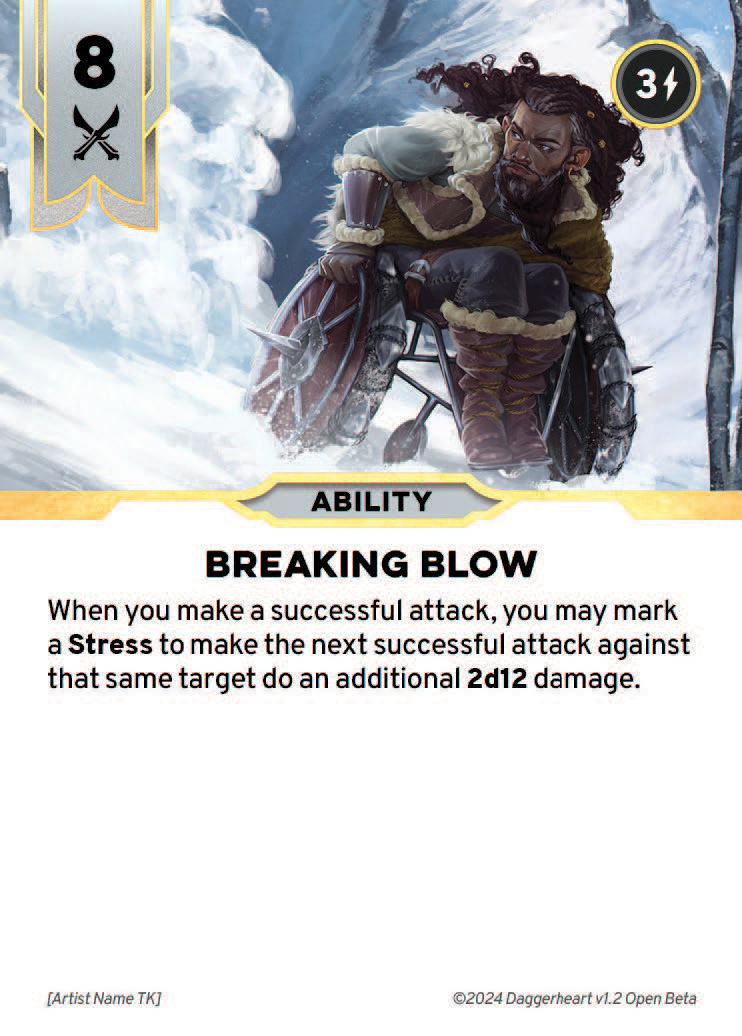 8
3
ABILITY
BREAKING BLOW
When you make a successful attack, you may mark
a Stress to make the next successful attack against
that same target do an additional 2d12 damage.
[Artist Name TK]
©2024 Daggerheart v1.2 Open Beta